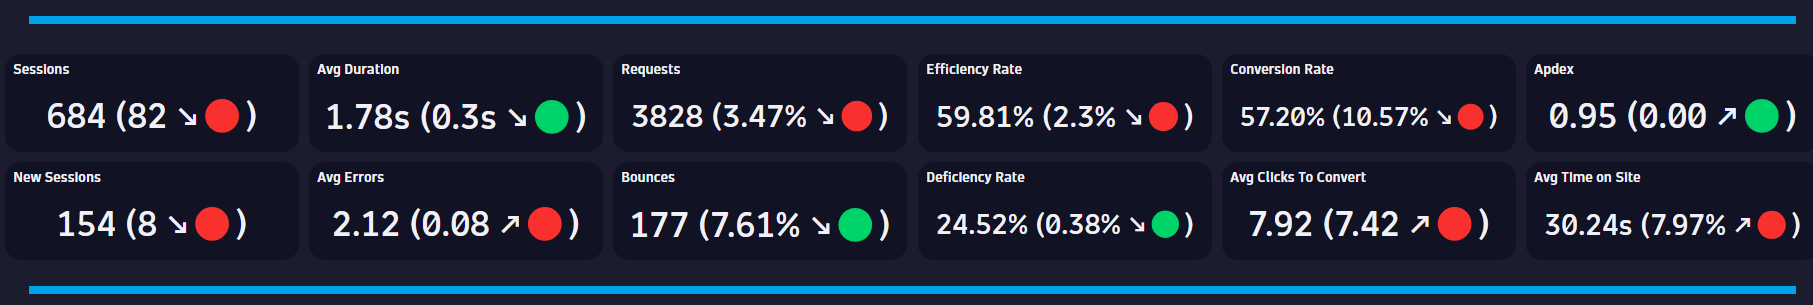 Sessions
684 (82 ↘ 🔴 )
Avg Duration
1.78s (0.3s ↘ 🟢 )
Requests
3828 (3.47% ↘ 🔴 )
Efficiency Rate
59.81% (2.3% ↘ 🔴 )
Conversion Rate
57.20% (10.57% ↘ 🔴 )
Apdex
0.95 (0.00 ↗ 🟢 )
New Sessions
154 (8 ↘ 🔴 )
Avg Errors
2.12 (0.08 ↗ 🔴 )
Bounces
177 (7.61% ↘ 🟢 )
Deficiency Rate
24.52% (0.38% ↘ 🟢 )
Avg Clicks To Convert
7.92 (7.42 ↗ 🔴 )
Avg Time on Site
30.24s (7.97% ↗ 🔴 )